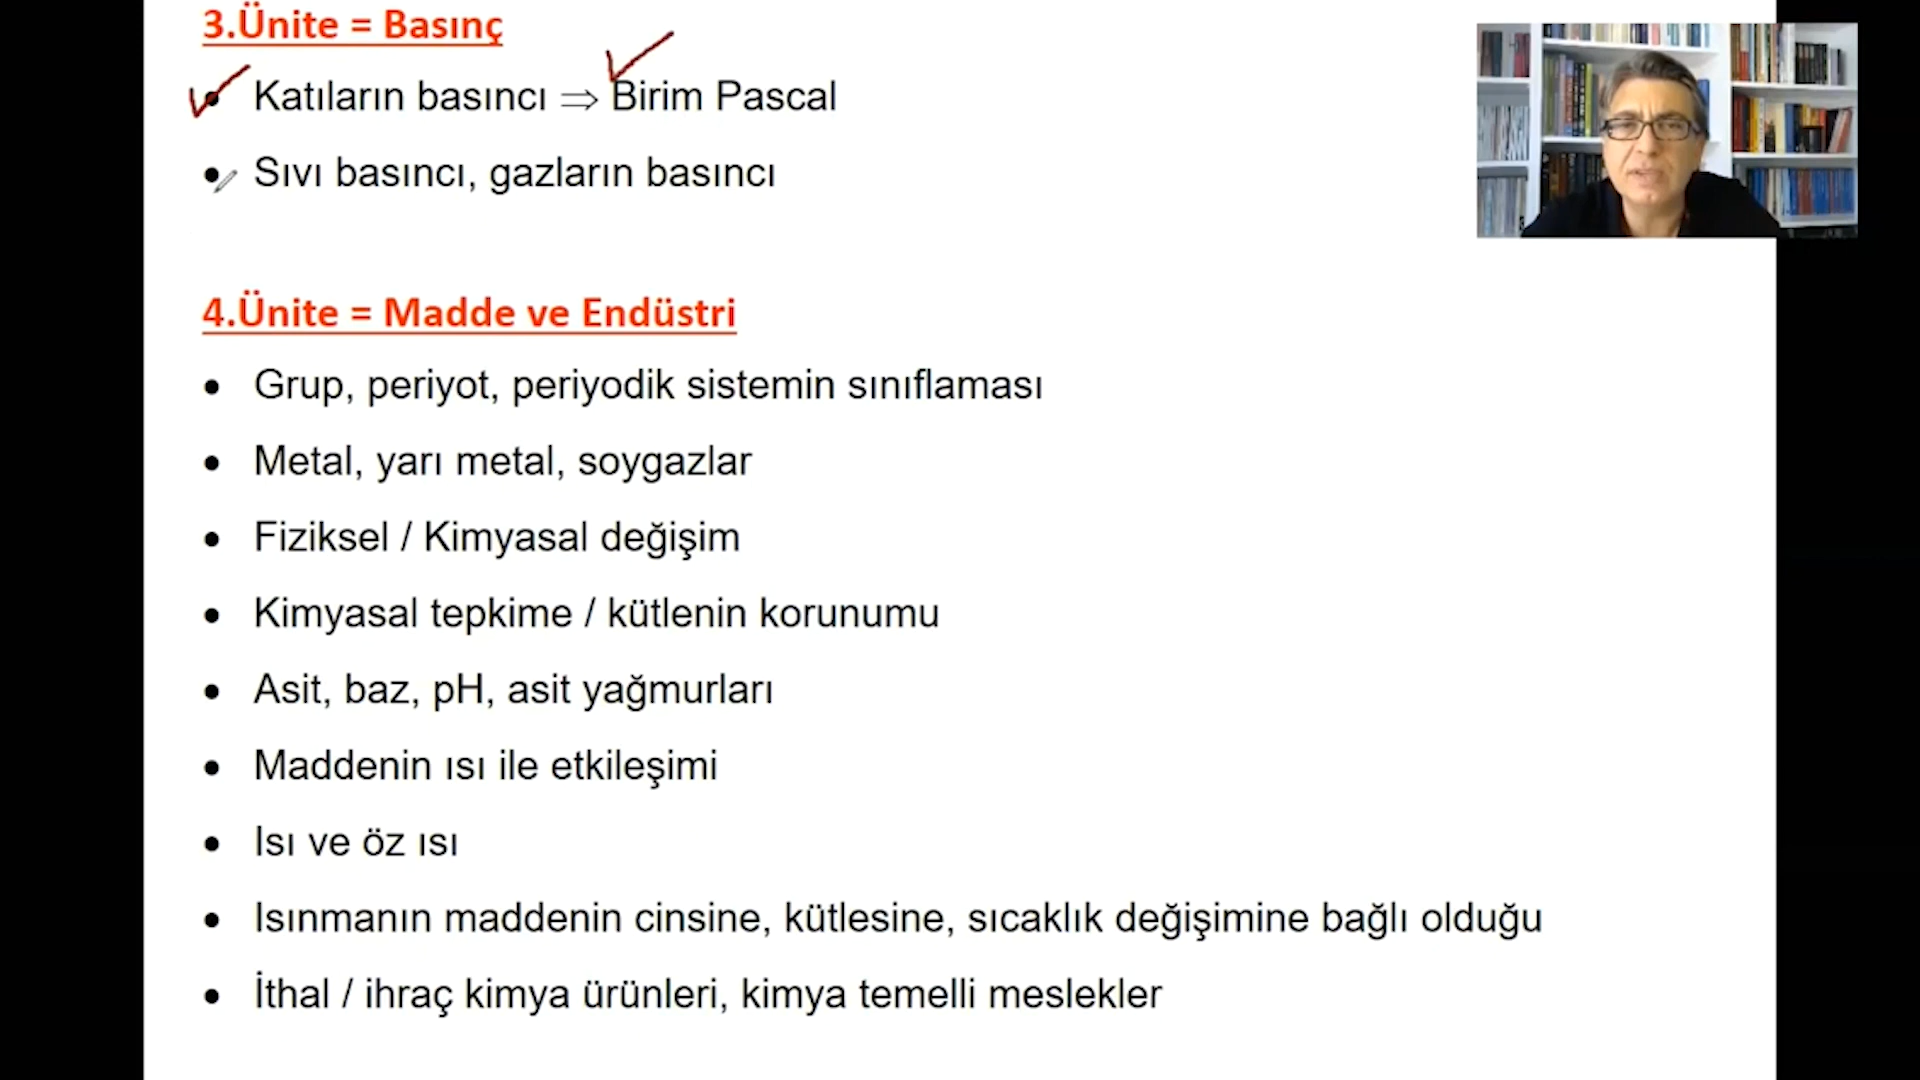 3.Ünite = Basınç
• Katıların basıncı ⇒ Birim Pascal
• Sıvı basıncı, gazların basıncı
4.Ünite = Madde ve Endüstri
• Grup, periyot, periyodik sistemin sınıflaması
• Metal, yarı metal, soygazlar
• Fiziksel / Kimyasal değişim
• Kimyasal tepkime / kütlenin korunumu
• Asit, baz, pH, asit yağmurları
• Maddenin ısı ile etkileşimi
• Isı ve öz ısı
• Isınmanın maddenin cinsine, kütlesine, sıcaklık değişimine bağlı olduğu
• İthal / ihraç kimya ürünleri, kimya temelli meslekler